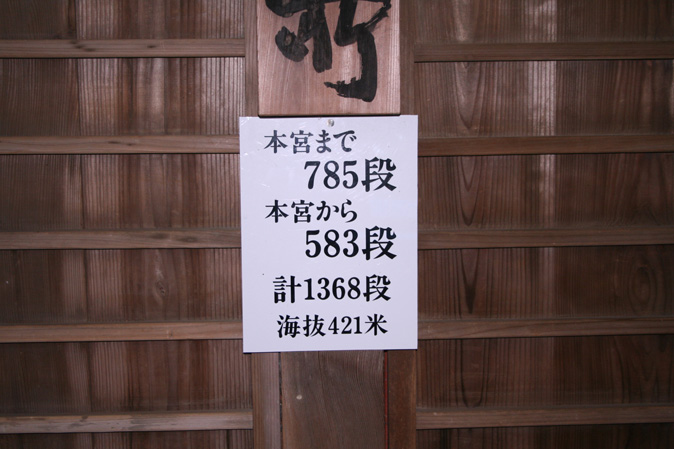 本宮まで
785段
本宮から
583段
計1368段
海抜421米